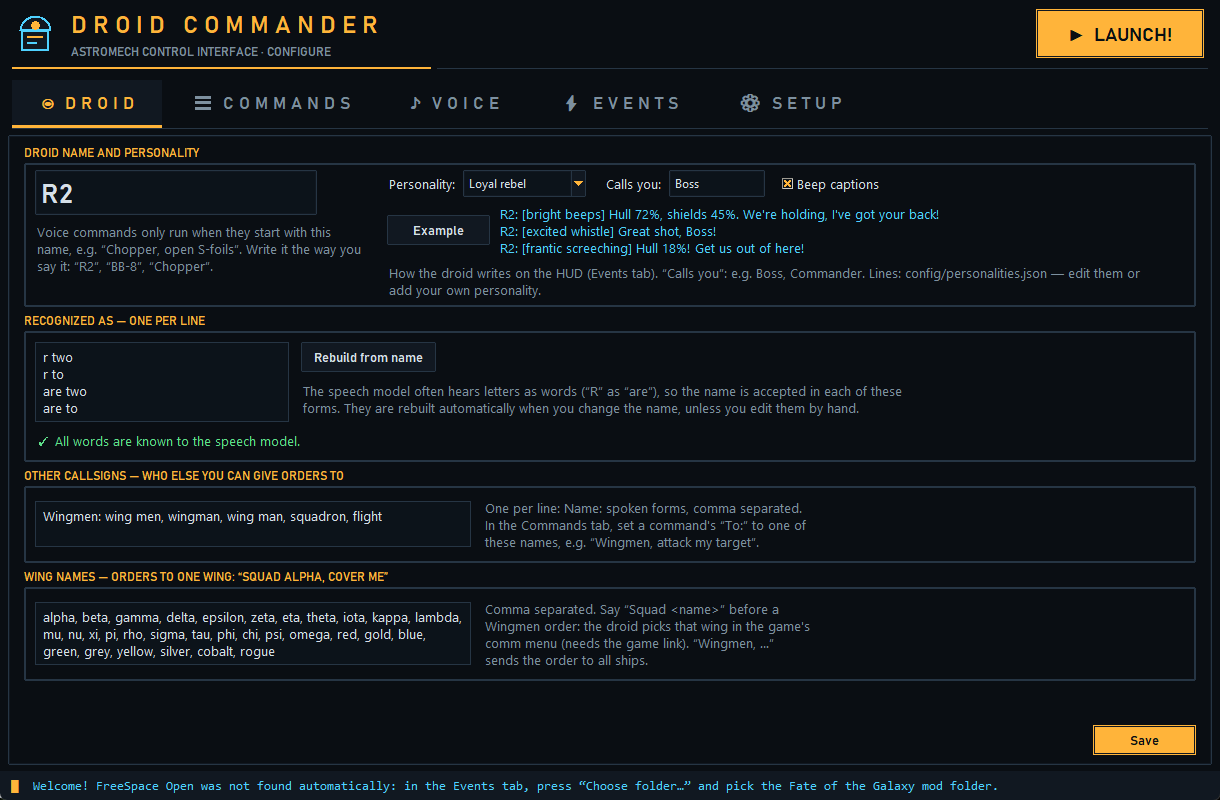 DROID COMMANDER
ASTROMECH CONTROL INTERFACE · CONFIGURE
► LAUNCH!
DROID
COMMANDS
VOICE
EVENTS
SETUP
DROID NAME AND PERSONALITY
R2
Voice commands only run when they start with this
name, e.g. “Chopper, open S-foils”. Write it the way you
say it: “R2”, “BB-8”, “Chopper”.
Personality: Loyal rebel Calls you: Boss Beep captions
Example
R2: [bright beeps] Hull 72%, shields 45%. We're holding, I've got your back!
R2: [excited whistle] Great shot, Boss!
R2: [frantic screeching] Hull 18%! Get us out of here!
How the droid writes on the HUD (Events tab). “Calls you”: e.g. Boss, Commander. Lines: config/personalities.json — edit them or
add your own personality.
RECOGNIZED AS — ONE PER LINE
r two
r to
are two
are to
Rebuild from name
The speech model often hears letters as words (“R” as “are”), so the name is accepted in each of these
forms. They are rebuilt automatically when you change the name, unless you edit them by hand.
✓ All words are known to the speech model.
OTHER CALLSIGNS — WHO ELSE YOU CAN GIVE ORDERS TO
Wingmen: wing men, wingman, wing man, squadron, flight
One per line: Name: spoken forms, comma separated.
In the Commands tab, set a command's “To:” to one of
these names, e.g. “Wingmen, attack my target”.
WING NAMES — ORDERS TO ONE WING: “SQUAD ALPHA, COVER ME”
alpha, beta, gamma, delta, epsilon, zeta, eta, theta, iota, kappa, lambda,
mu, nu, xi, pi, rho, sigma, tau, phi, chi, psi, omega, red, gold, blue,
green, grey, yellow, silver, cobalt, rogue
Comma separated. Say “Squad <name>” before a
Wingmen order: the droid picks that wing in the game's
comm menu (needs the game link). “Wingmen, ...”
sends the order to all ships.
Save
Welcome! FreeSpace Open was not found automatically: in the Events tab, press “Choose folder…” and pick the Fate of the Galaxy mod folder.